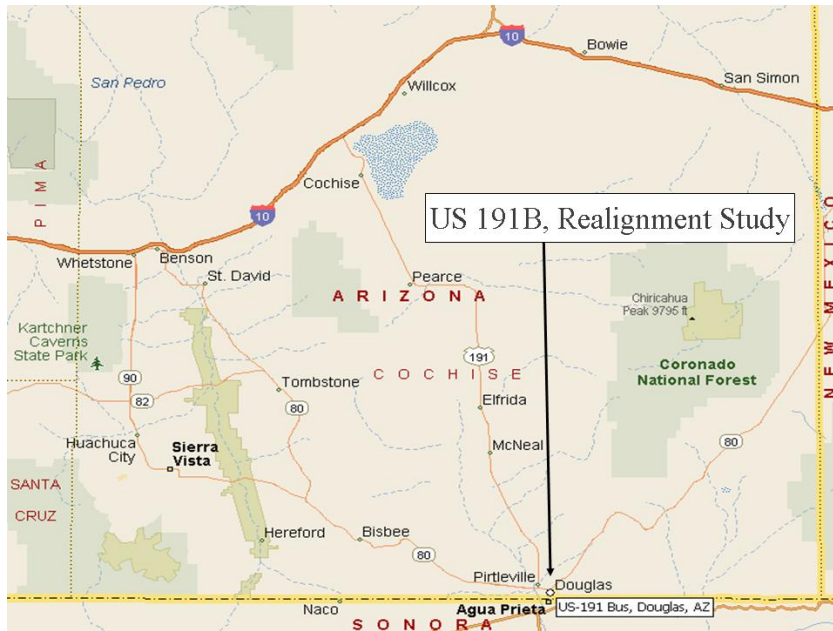 10
Bowie
San Pedro
San Simon
Willcox
PIMA
Cochise
10
US 191B, Realignment Study
Benson
Whetstone
St. David
Pearce
ARIZONA
Chiricahua
Peak 9795 ft
NEW MEXICO
Kartchner
Caverns
State Park
191
Coronado
National Forest
COCHISE
90
Tombstone
82
80
Elfrida
80
Huachuca
City
Sierra
Vista
McNeal
SANTA
CRUZ
Hereford
Bisbee
80
Pirtleville
Douglas
Naco
Agua Prieta
US-191 Bus, Douglas, AZ
SONORA